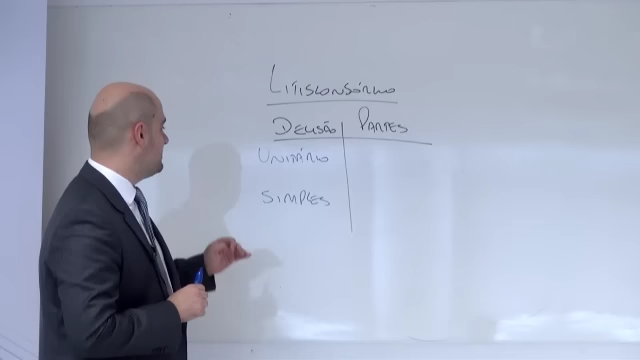 LITISCONSÓRCIO
DECISÃO PARTES
UNITÁRIO
SIMPLES